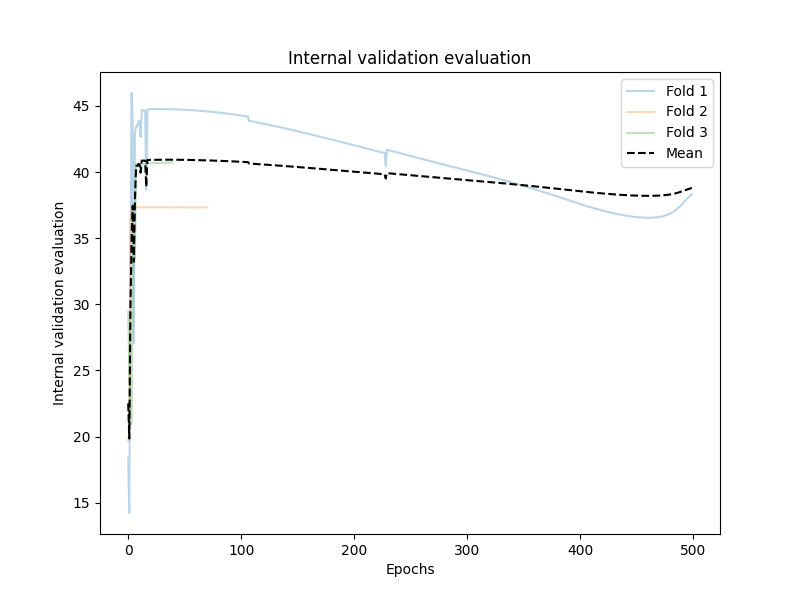 Internal validation evaluation
Fold 1
Fold 2
Fold 3
Mean
Internal validation evaluation
45
40
35
30
25
20
15
0 100 200 300 400 500
Epochs